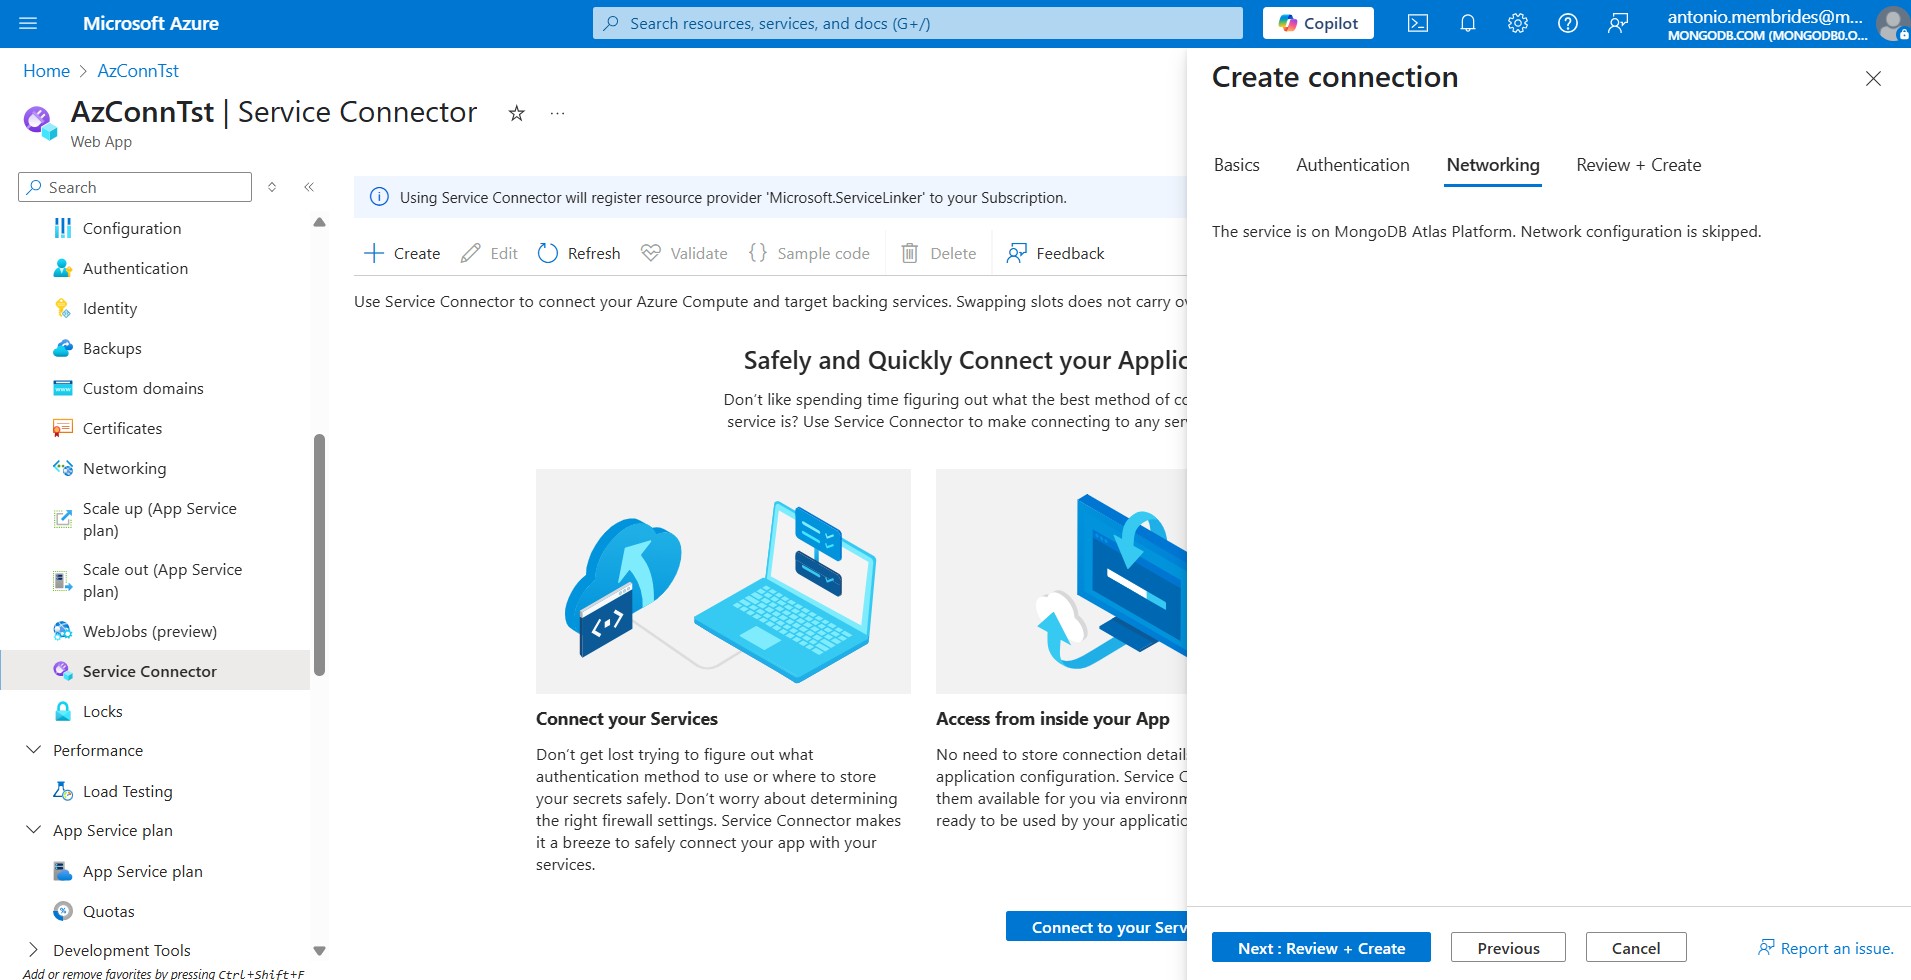 Microsoft Azure
Search resources, services, and docs (G+/)
Copilot
antonio.membrides@m...
MONGODB.COM (MONGODB0.O...
Home > AzConnTst
AzConnTst | Service Connector
Web App
Search
Configuration
Authentication
Identity
Backups
Custom domains
Certificates
Networking
Scale up (App Service
plan)
Scale out (App Service
plan)
WebJobs (preview)
Service Connector
Locks
Performance
Load Testing
App Service plan
App Service plan
Quotas
Development Tools
Add or remove favorites by pressing Ctrl+Shift+F
Using Service Connector will register resource provider 'Microsoft.ServiceLinker' to your Subscription.
Create Edit Refresh Validate Sample code Delete Feedback
Use Service Connector to connect your Azure Compute and target backing services. Swapping slots does not carry ov
Safely and Quickly Connect your Applic
Don't like spending time figuring out what the best method of co
service is? Use Service Connector to make connecting to any serv
Connect your Services
Don't get lost trying to figure out what
authentication method to use or where to store
your secrets safely. Don't worry about determining
the right firewall settings. Service Connector makes
it a breeze to safely connect your app with your
services.
Access from inside your App
No need to store connection details
application configuration. Service C
them available for you via environm
ready to be used by your applicatio
Connect to your Serv
Create connection
Basics Authentication Networking Review + Create
The service is on MongoDB Atlas Platform. Network configuration is skipped.
Next : Review + Create Previous Cancel Report an issue.